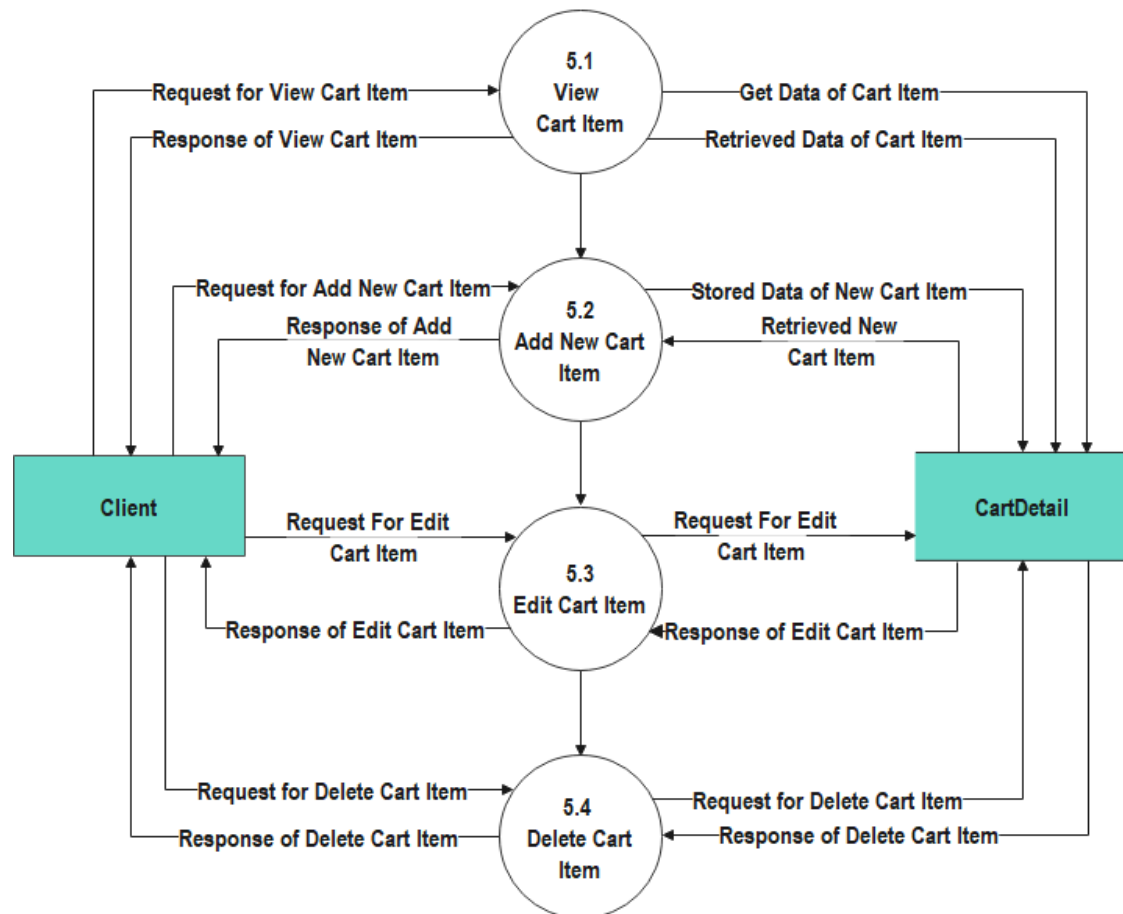 5.1
View
Cart Item
Request for View Cart Item
Get Data of Cart Item
Response of View Cart Item
Retrieved Data of Cart Item
Request for Add New Cart Item
Stored Data of New Cart Item
5.2
Add New Cart
Item
Response of Add
New Cart Item
Retrieved New
Cart Item
Client
CartDetail
Request For Edit
Cart Item
Request For Edit
Cart Item
5.3
Edit Cart Item
Response of Edit Cart Item
Response of Edit Cart Item
5.4
Delete Cart
Item
Request for Delete Cart Item
Request for Delete Cart Item
Response of Delete Cart Item
Response of Delete Cart Item